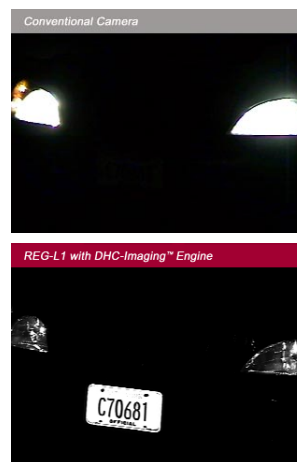 Conventional Camera
REG-L1 with DHC-Imaging™ Engine
C70681
OFFICIAL